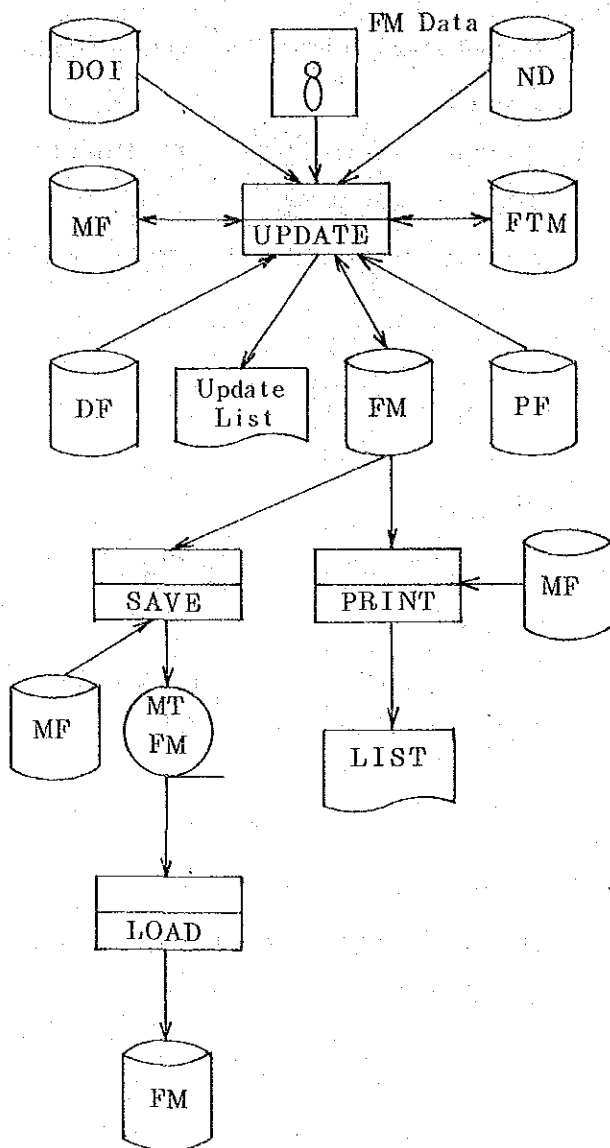 FM Data
DOI
ND
MF
UPDATE
FTM
DF
Update
List
FM
PF
SAVE
PRINT
MF
MF
MT
FM
LIST
LOAD
FM